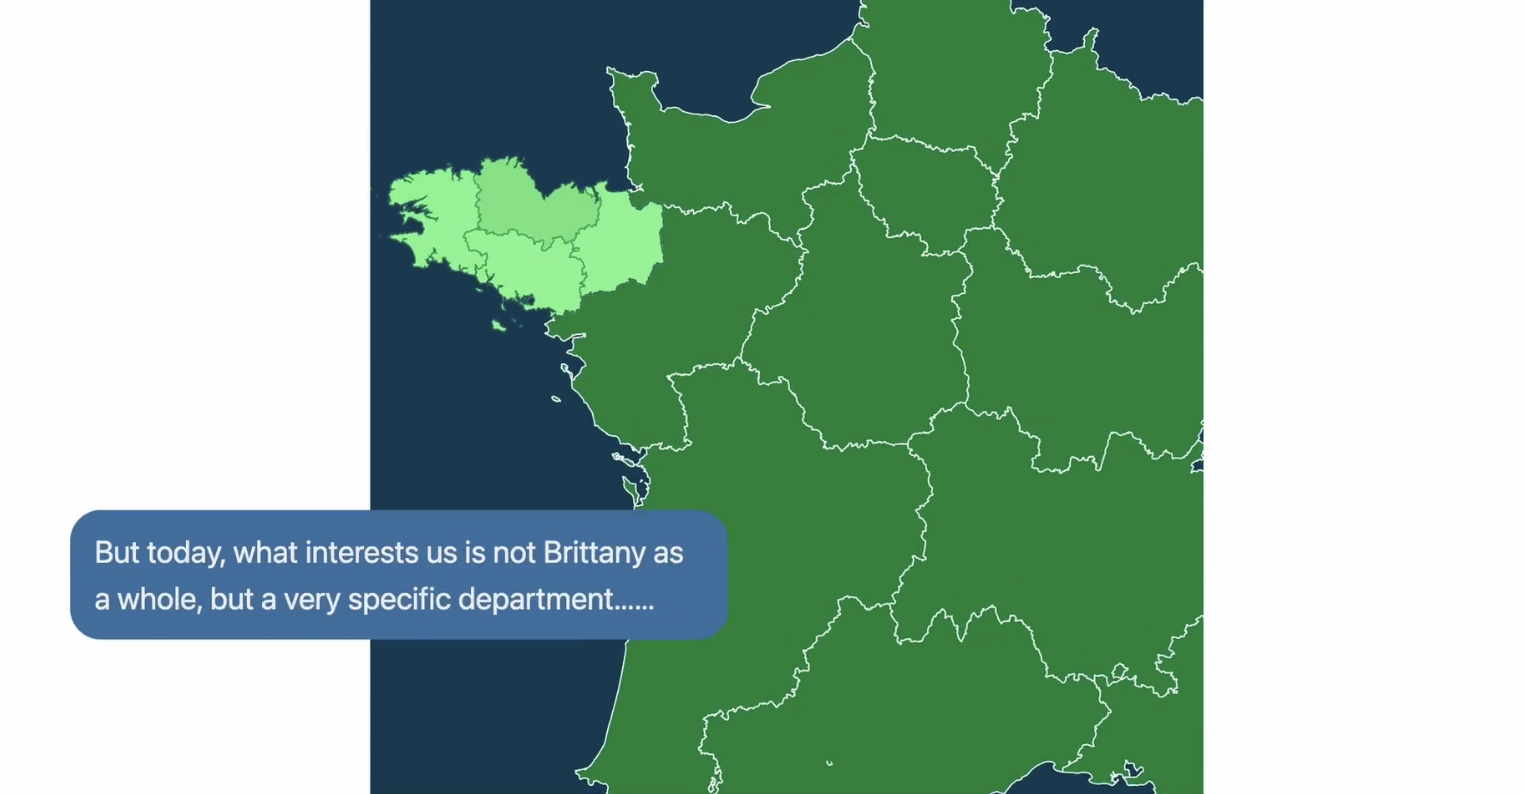 But today, what interests us is not Brittany as
a whole, but a very specific department......